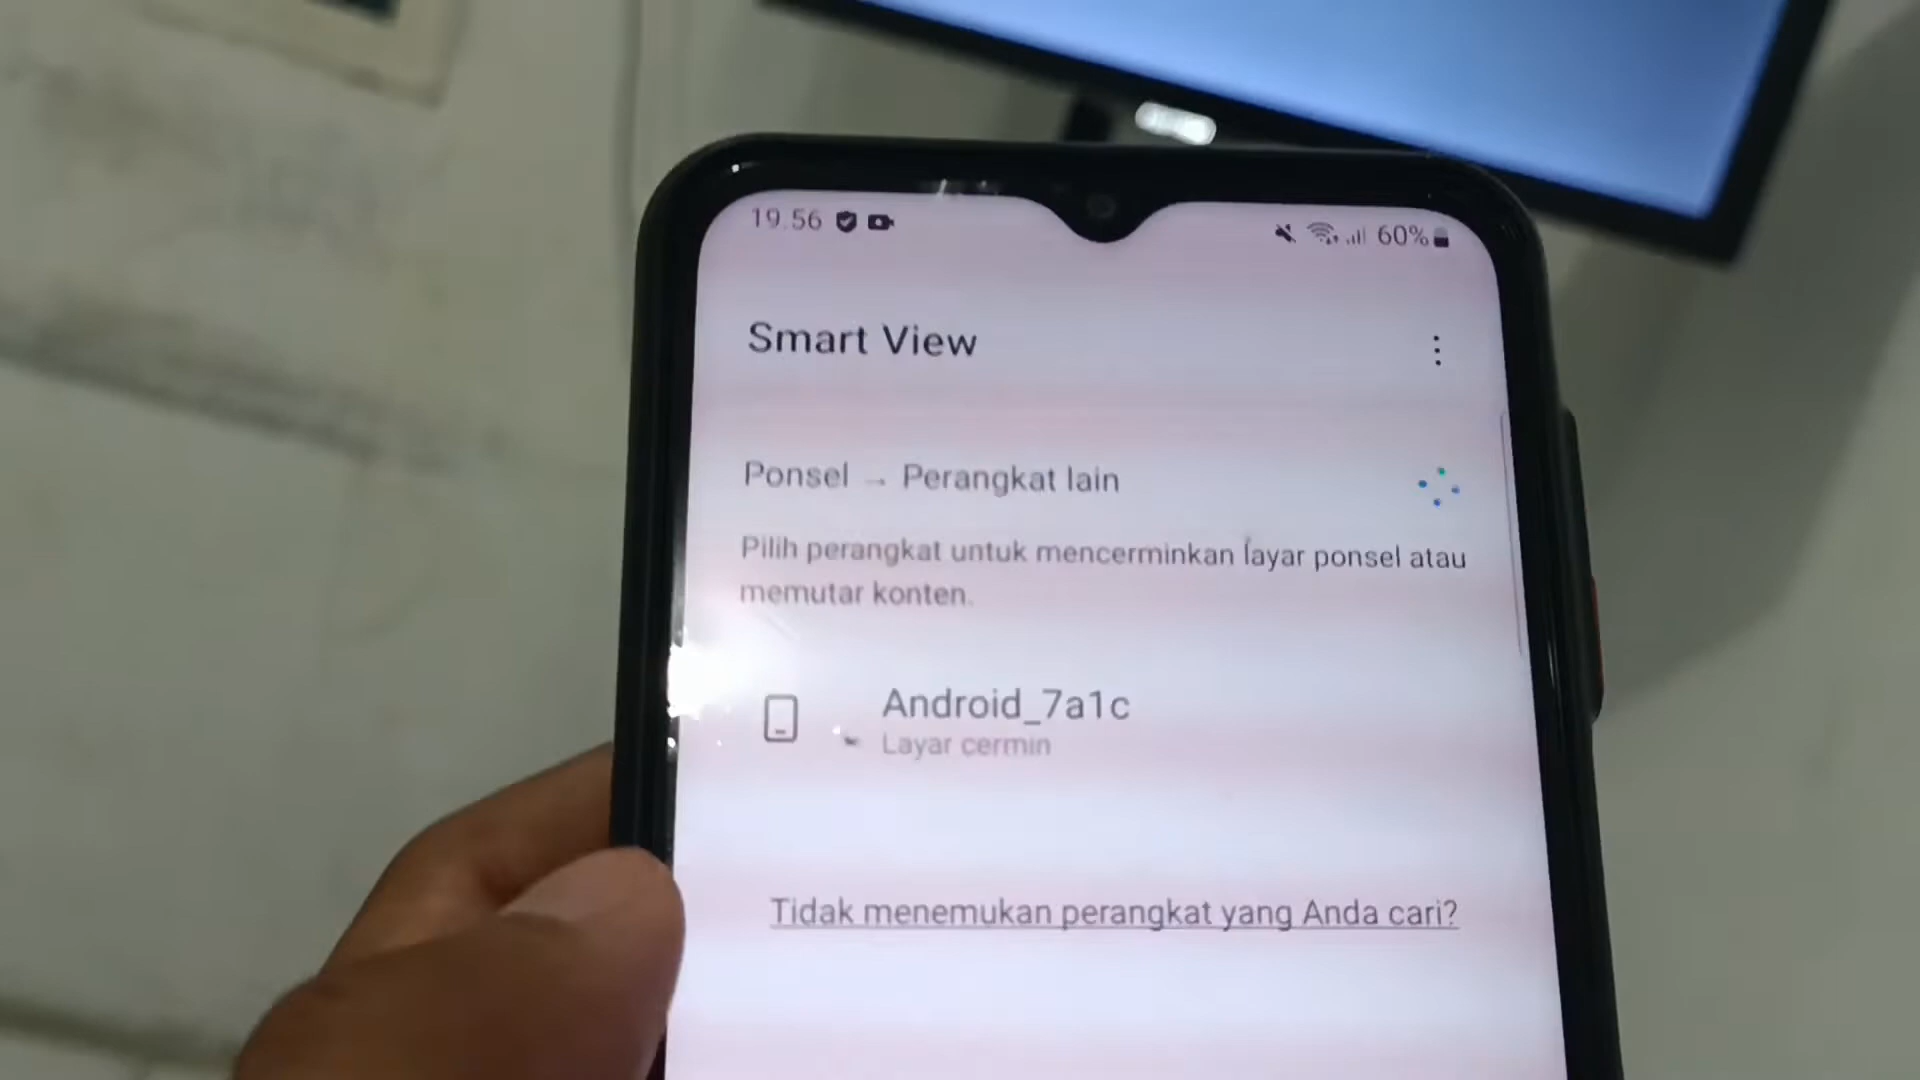 19.56
60%
Smart View
Ponsel → Perangkat lain
Pilih perangkat untuk mencerminkan layar ponsel atau
memutar konten.
Android_7a1c
Layar cermin
Tidak menemukan perangkat yang Anda cari?